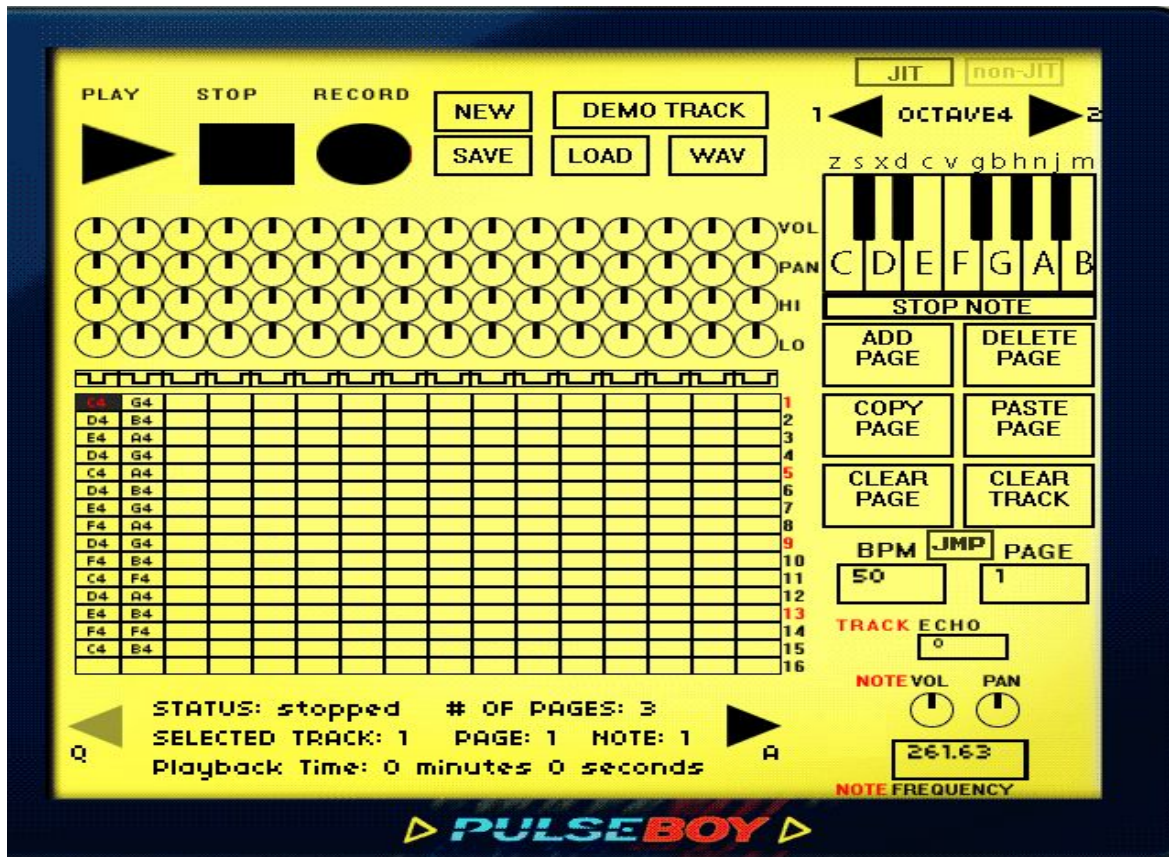 JIT non-JIT
PLAY STOP RECORD
NEW DEMO TRACK
1 OCTAVE4 2
SAVE LOAD WAV
z s x d c v g b h n j m
VOL
PAN
C D E F G A B
HI
STOP NOTE
LO
ADD PAGE
DELETE PAGE
C4 G4 1
D4 B4 2
E4 A4 3
D4 G4 4
C4 A4 5
D4 B4 6
E4 G4 7
F4 A4 8
D4 G4 9
F4 B4 10
C4 F4 11
D4 A4 12
E4 B4 13
F4 F4 14
C4 B4 15
16
COPY PAGE
PASTE PAGE
CLEAR PAGE
CLEAR TRACK
BPM JMP PAGE
50 1
TRACK ECHO
0
NOTE VOL PAN
261.63
NOTE FREQUENCY
STATUS: stopped # OF PAGES: 3
SELECTED TRACK: 1 PAGE: 1 NOTE: 1
Q A
Playback Time: 0 minutes 0 seconds
PULSEBOY